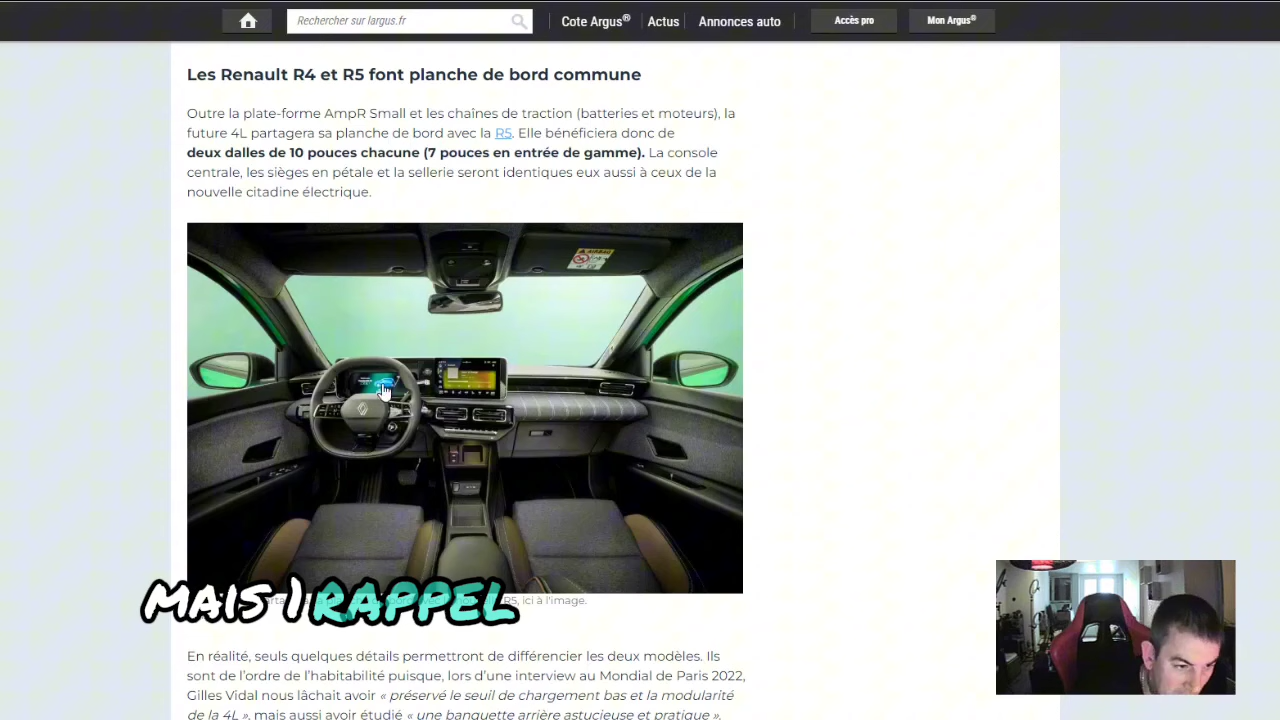 Rechercher sur largus.fr
Cote Argus®
Actus
Annonces auto
Accès pro
Mon Argus®
Les Renault R4 et R5 font planche de bord commune
Outre la plate-forme AmpR Small et les chaînes de traction (batteries et moteurs), la
future 4L partagera sa planche de bord avec la R5. Elle bénéficiera donc de
deux dalles de 10 pouces chacune (7 pouces en entrée de gamme). La console
centrale, les sièges en pétale et la sellerie seront identiques eux aussi à ceux de la
nouvelle citadine électrique.
MAIS 1 RAPPEL
R5, ici à l'image.
En réalité, seuls quelques détails permettront de différencier les deux modèles. Ils
sont de l'ordre de l'habitabilité puisque, lors d'une interview au Mondial de Paris 2022,
Gilles Vidal nous lâchait avoir « préservé le seuil de chargement bas et la modularité
de la 4L », mais aussi avoir étudié « une banquette arrière astucieuse et pratique ».